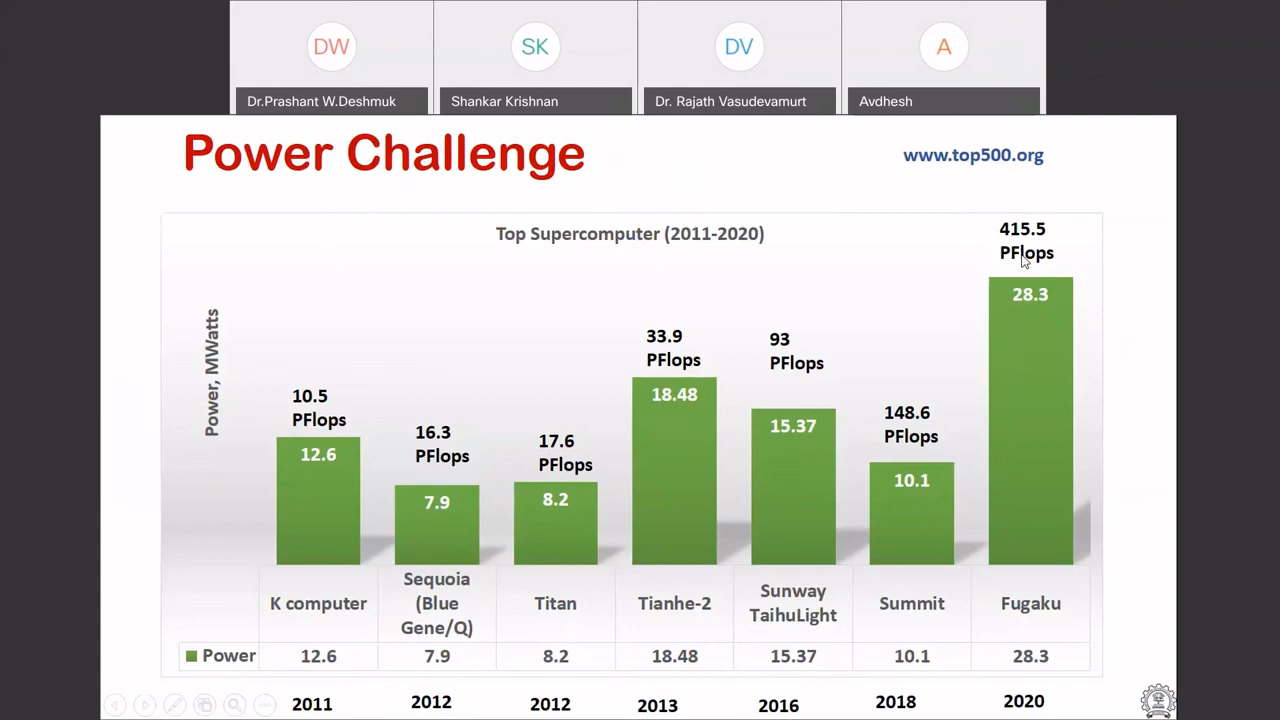 DW
SK
DV
A
Dr.Prashant W.Deshmuk
Shankar Krishnan
Dr. Rajath Vasudevamurt
Avdhesh
Power Challenge
www.top500.org
Top Supercomputer (2011-2020)
Power, MWatts
10.5
PFlops
12.6
16.3
PFlops
7.9
17.6
PFlops
8.2
33.9
PFlops
18.48
93
PFlops
15.37
148.6
PFlops
10.1
415.5
PFlops
28.3
K computer
Sequoia
(Blue
Gene/Q)
Titan
Tianhe-2
Sunway
TaihuLight
Summit
Fugaku
Power 12.6 7.9 8.2 18.48 15.37 10.1 28.3
2011 2012 2012 2013 2016 2018 2020